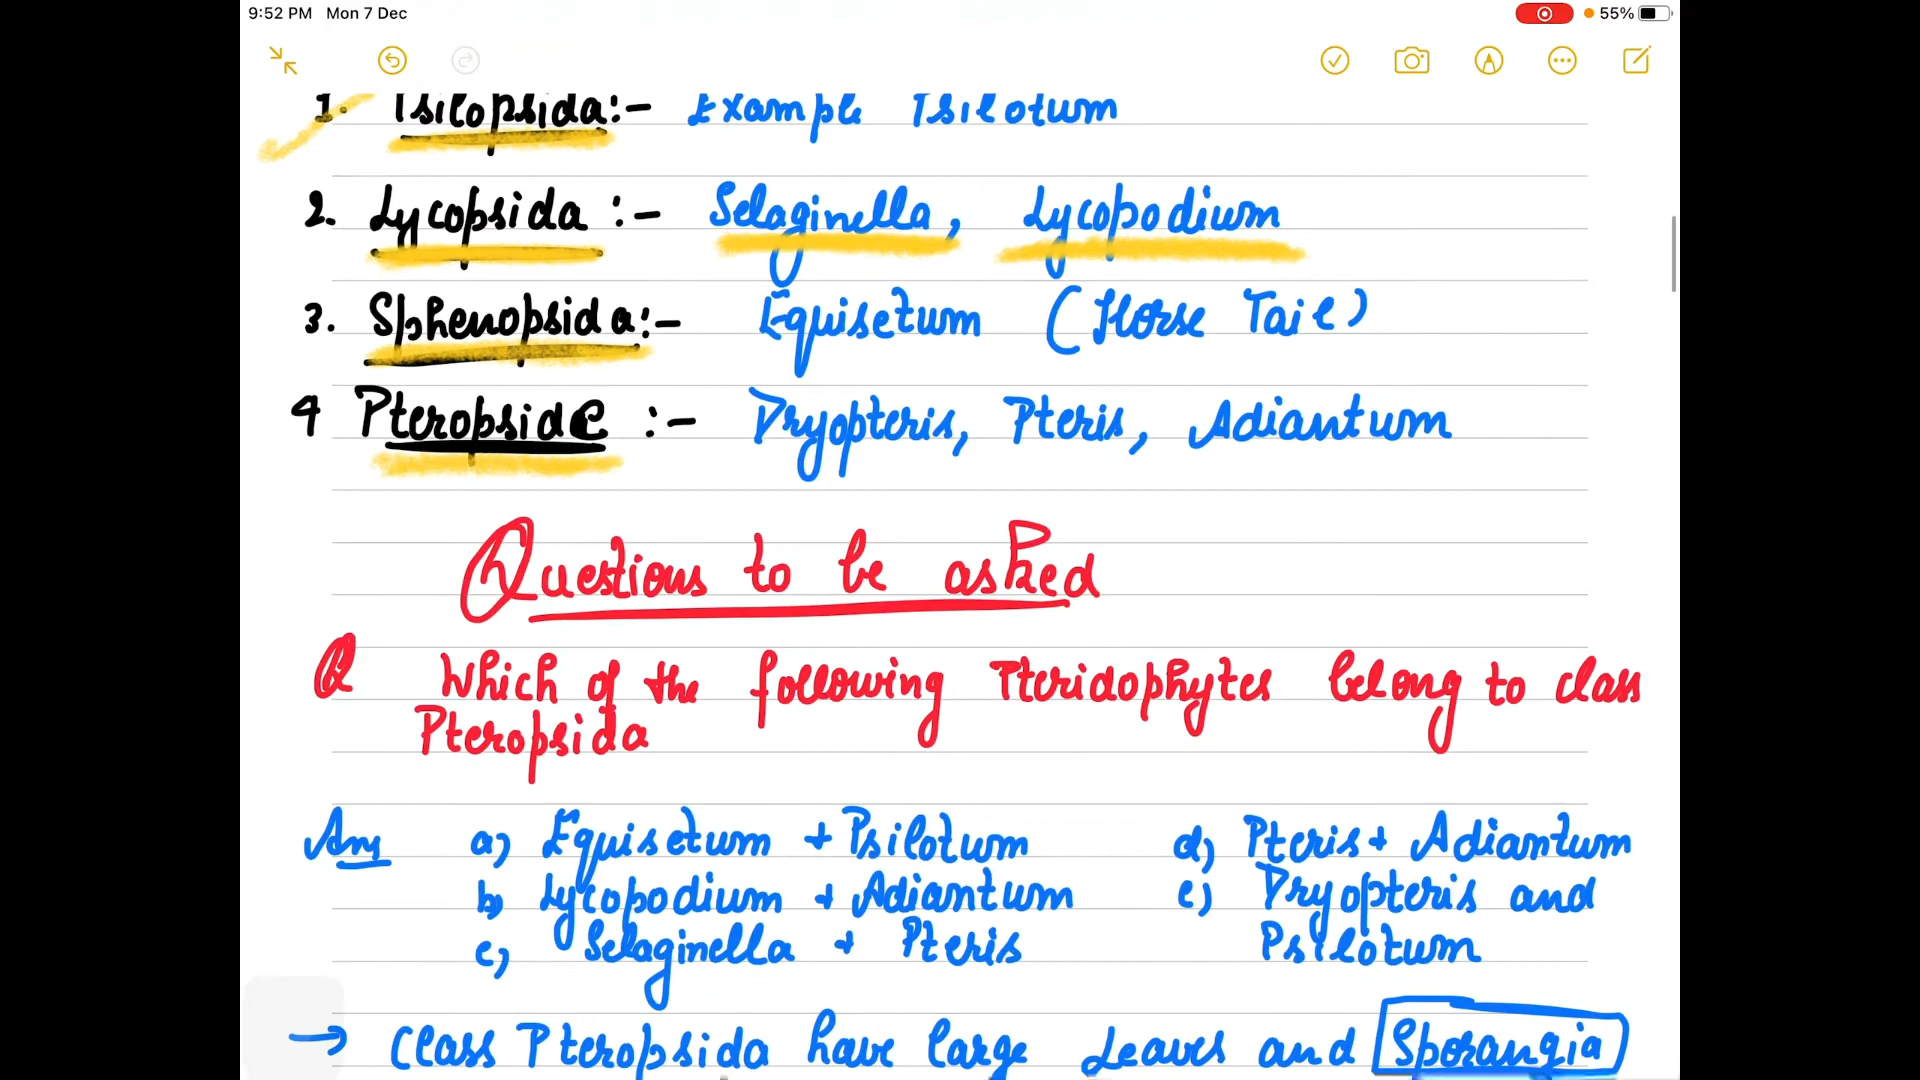 9:52 PM Mon 7 Dec 55%
1. Psilopsida:- Example Psilotum
2. Lycopsida :- Selaginella, Lycopodium
3. Sphenopsida:- Equisetum (Horse Tail)
4 Pteropside :- Dryopteris, Pteris, Adiantum
Questions to be asked
Q Which of the following Pteridophytes belong to class
Pteropsida
Ans a) Equisetum + Psilotum d) Pteris+ Adiantum
b) Lycopodium + Adiantum e) Dryopteris and
c) Selaginella + Pteris Psilotum
→ Class Pteropsida have large Leaves and Sporangia